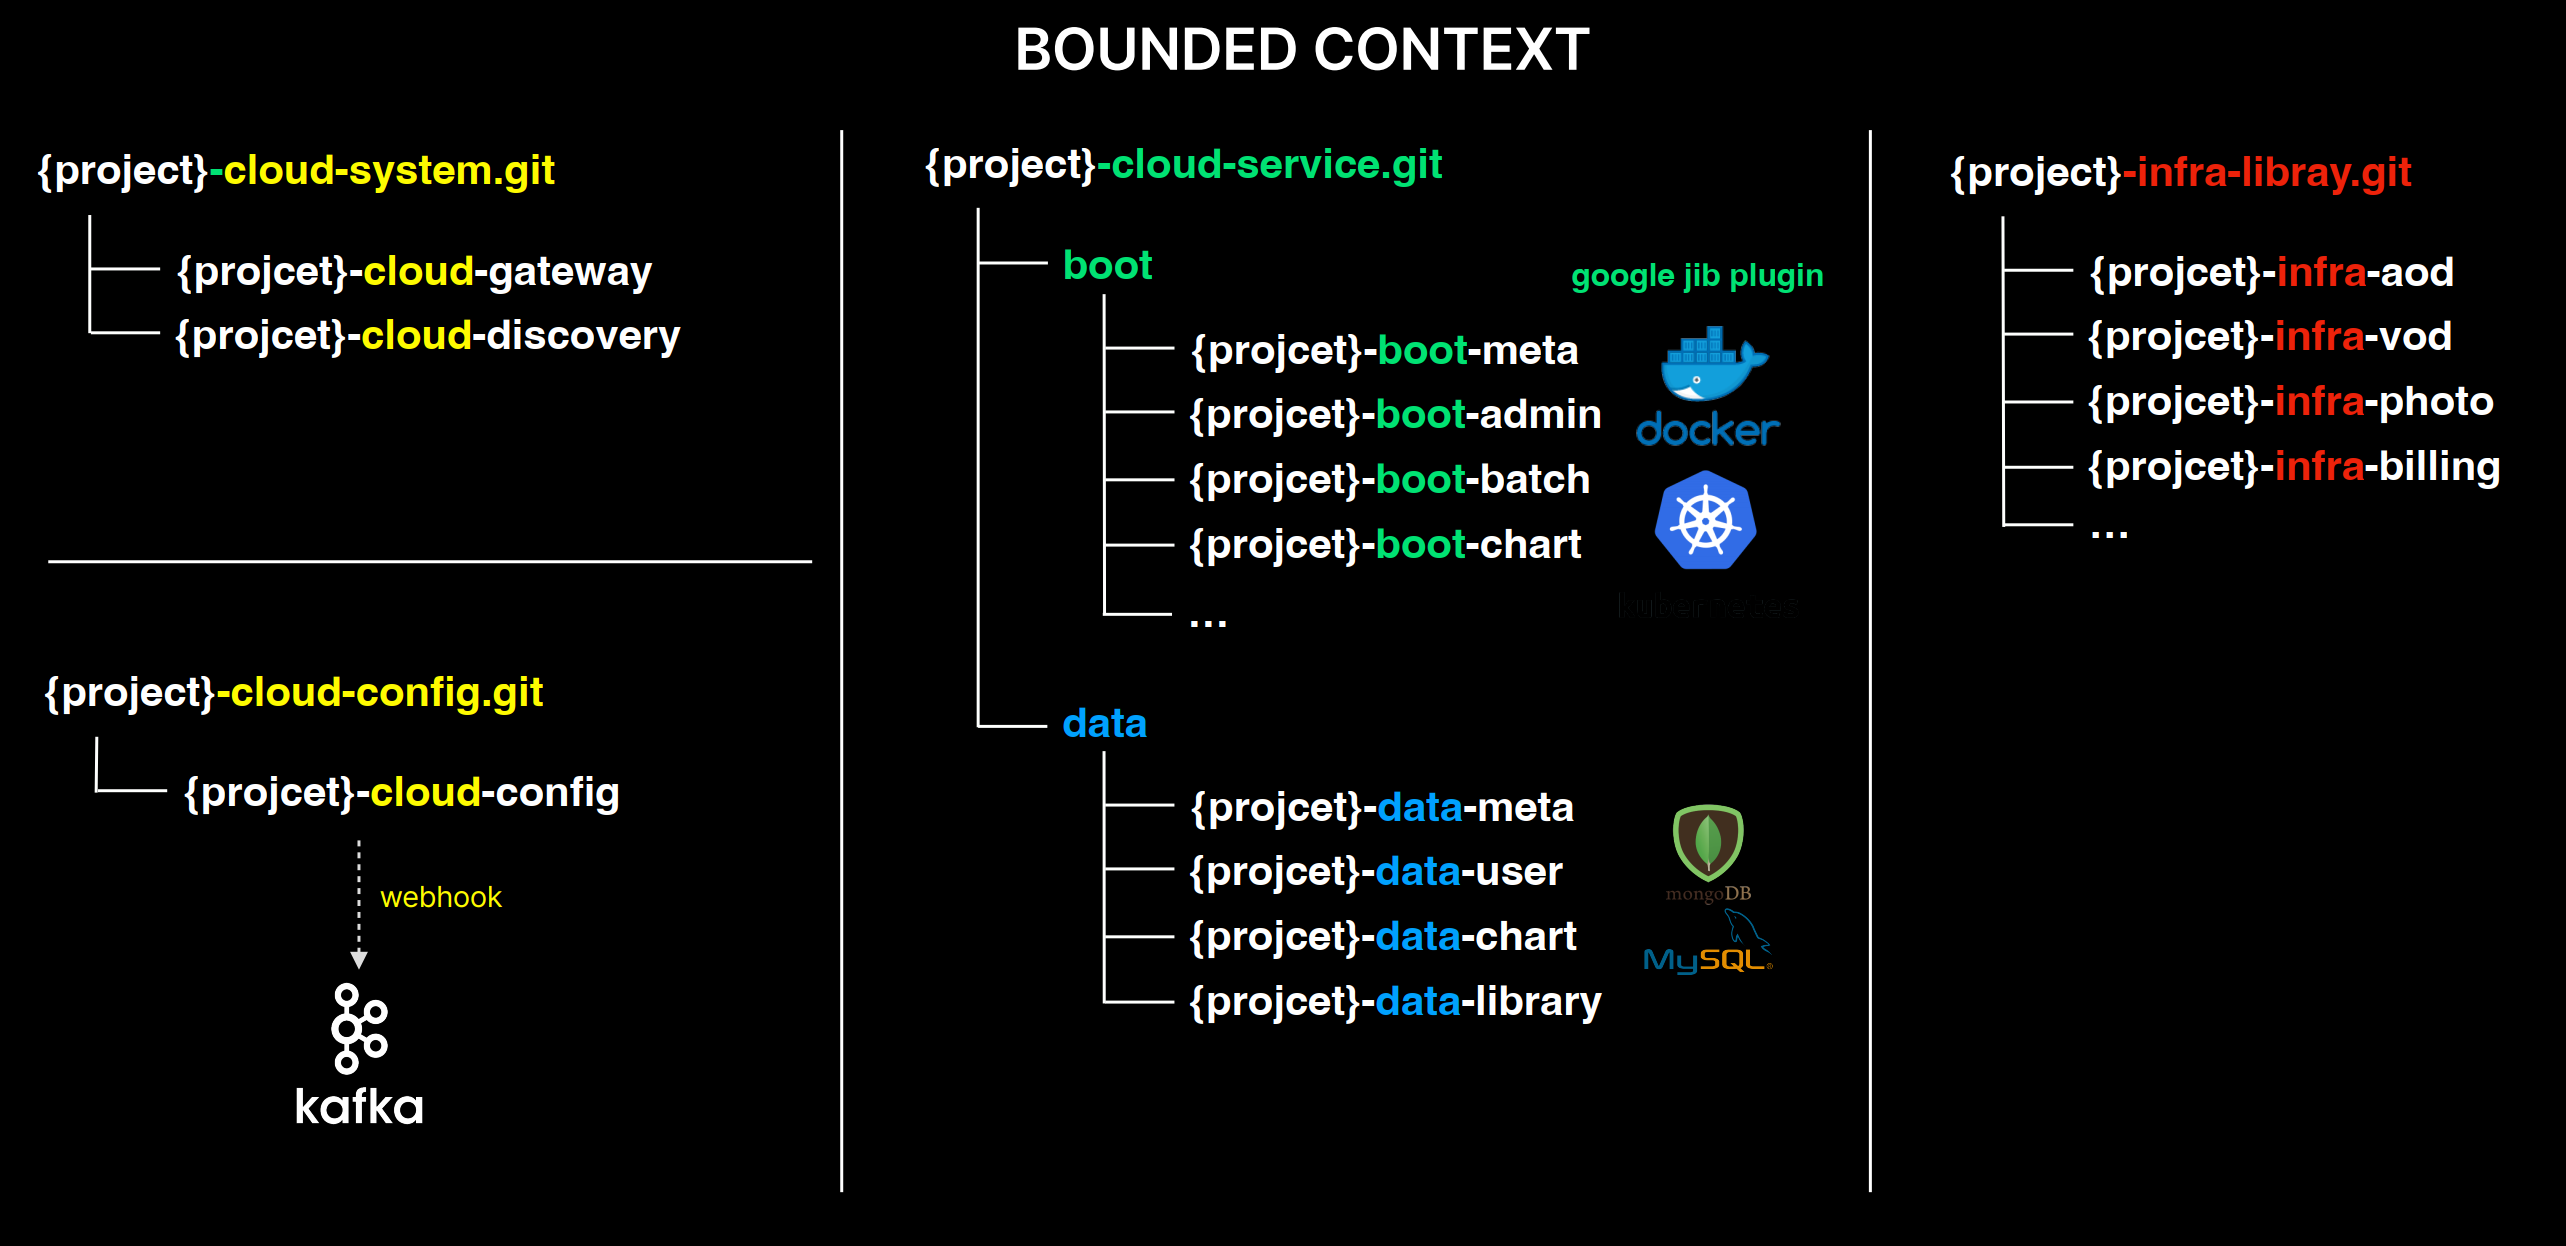 BOUNDED CONTEXT
{project}-cloud-system.git
{projcet}-cloud-gateway
{projcet}-cloud-discovery
{project}-cloud-config.git
{projcet}-cloud-config
webhook
kafka
{project}-cloud-service.git
boot
google jib plugin
{projcet}-boot-meta
{projcet}-boot-admin
{projcet}-boot-batch
{projcet}-boot-chart
...
docker
kubernetes
data
{projcet}-data-meta
{projcet}-data-user
{projcet}-data-chart
{projcet}-data-library
mongoDB
MySQL®
{project}-infra-libray.git
{projcet}-infra-aod
{projcet}-infra-vod
{projcet}-infra-photo
{projcet}-infra-billing
...